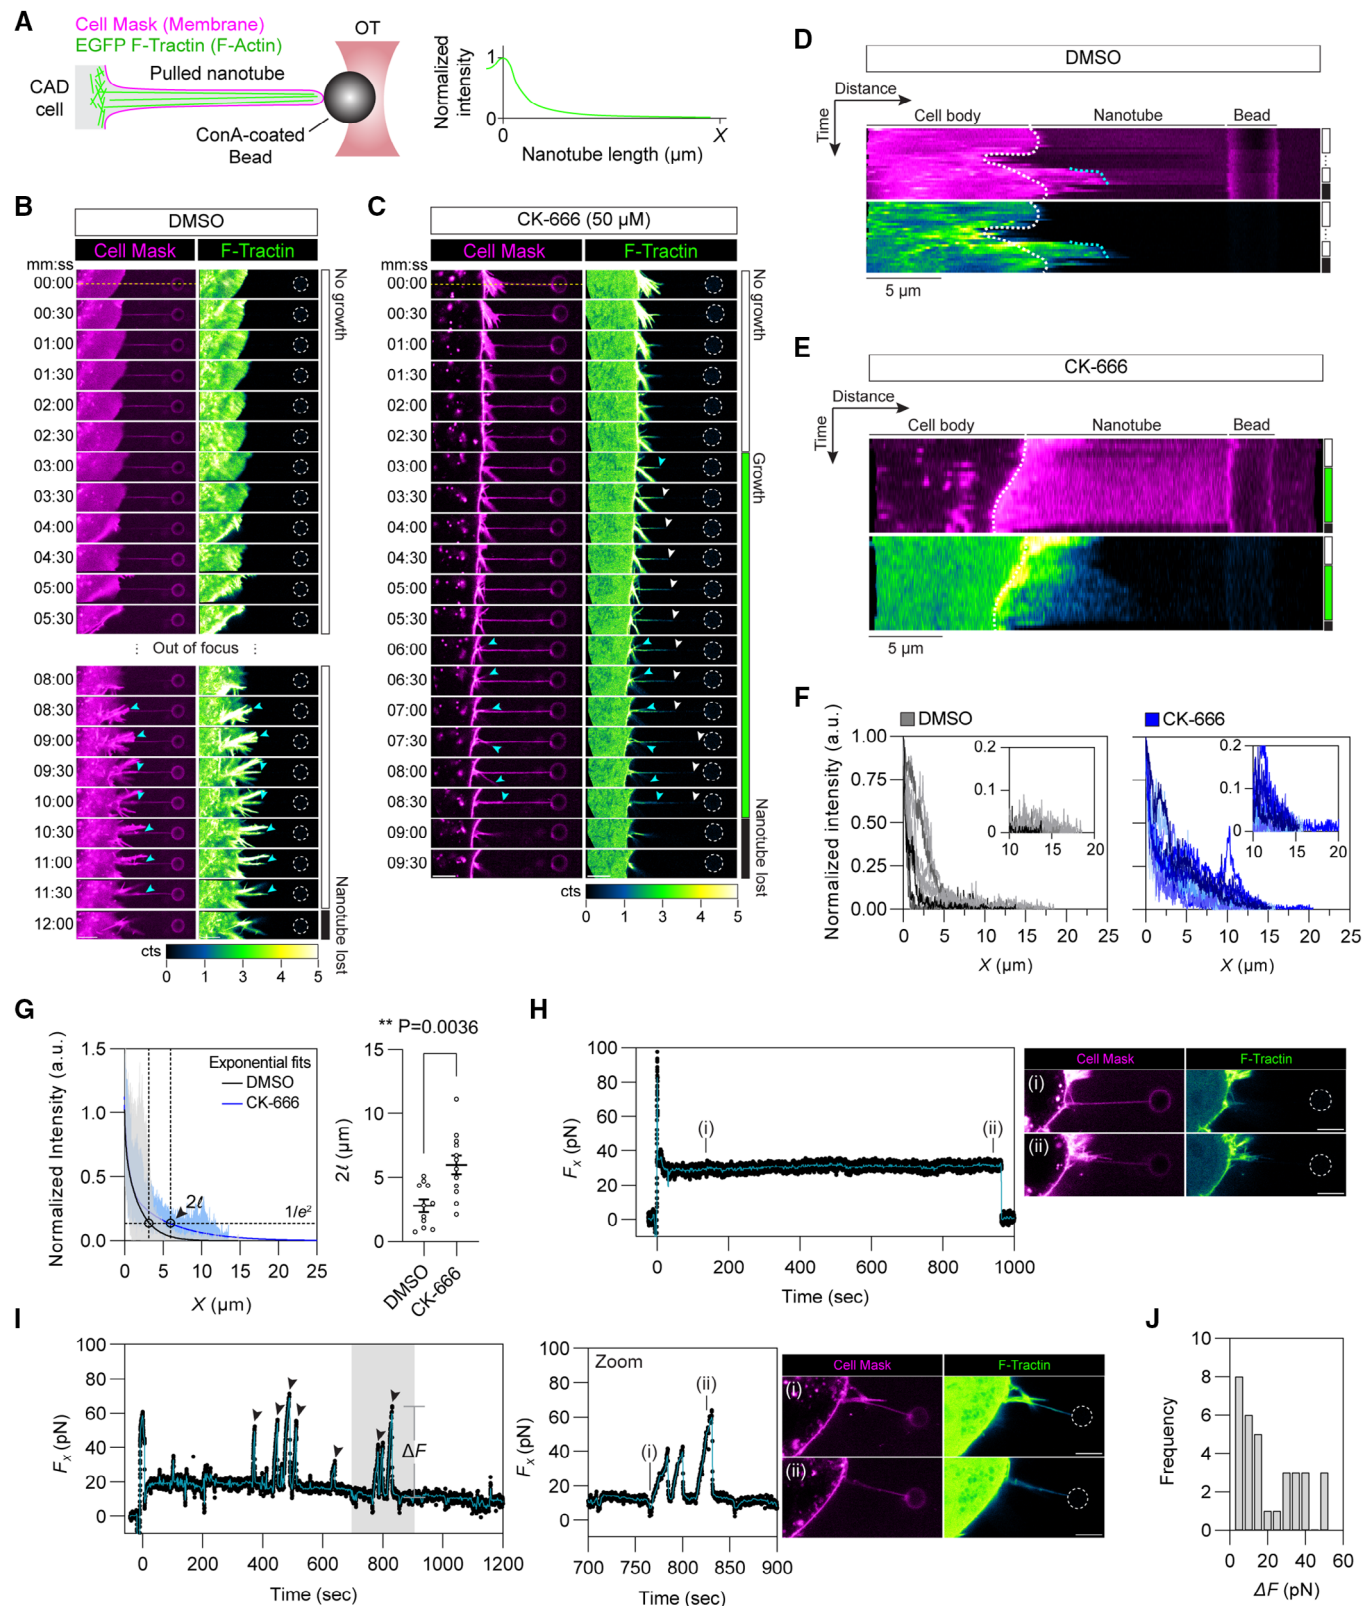 A
Cell Mask (Membrane)
EGFP F-Tractin (F-Actin)
OT
Pulled nanotube
CAD
cell
ConA-coated
Bead
Normalized
intensity
1
0
0
X
Nanotube length (µm)
B
DMSO
Cell Mask
F-Tractin
mm:ss
00:00
00:30
01:00
01:30
02:00
02:30
03:00
03:30
04:00
04:30
05:00
05:30
No growth
⋮ Out of focus ⋮
08:00
08:30
09:00
09:30
10:00
10:30
11:00
11:30
12:00
Nanotube lost
cts
0 1 3 4 5
C
CK-666 (50 µM)
Cell Mask
F-Tractin
mm:ss
00:00
00:30
01:00
01:30
02:00
02:30
03:00
03:30
04:00
04:30
05:00
05:30
06:00
06:30
07:00
07:30
08:00
08:30
09:00
09:30
No growth
Growth
Nanotube lost
cts
0 1 3 4 5
D
DMSO
Distance
Time
Cell body
Nanotube
Bead
5 µm
E
CK-666
Distance
Time
Cell body
Nanotube
Bead
5 µm
F
Normalized intensity (a.u.)
DMSO
1.00
0.75
0.50
0.25
0.00
0 5 10 15 20 25
X (µm)
0.2
0.1
0
10 15 20
CK-666
0 5 10 15 20 25
X (µm)
0.2
0.1
0
10 15 20
G
Normalized Intensity (a.u.)
1.5
1.0
0.5
0.0
0 5 10 15 20 25
X (µm)
Exponential fits
DMSO
CK-666
2ℓ
1/e²
** P=0.0036
2ℓ (µm)
15
10
5
0
DMSO
CK-666
H
Fₓ (pN)
100
80
60
40
20
0
0 200 400 600 800 1000
Time (sec)
(i)
(ii)
Cell Mask
F-Tractin
(i)
(ii)
I
Fₓ (pN)
100
80
60
40
20
0
0 200 400 600 800 1000 1200
Time (sec)
ΔF
Zoom
Fₓ (pN)
100
80
60
40
20
0
700 750 800 850 900
Time (sec)
(i)
(ii)
Cell Mask
F-Tractin
(i)
(ii)
J
Frequency
10
8
6
4
2
0
0 20 40 60
ΔF (pN)